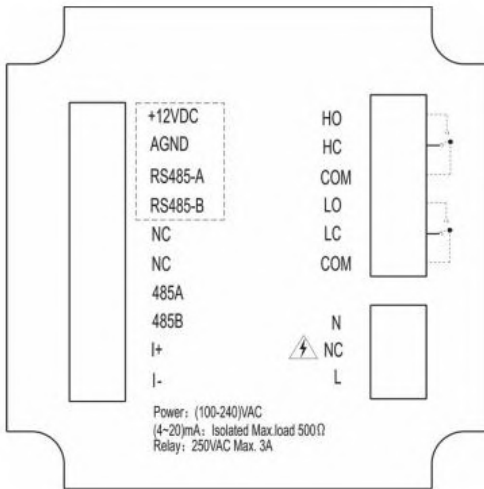 +12VDC
AGND
RS485-A
RS485-B
NC
NC
485A
485B
I+
I-
HO
HC
COM
LO
LC
COM
N
NC
L
Power: (100-240)VAC
(4~20)mA: Isolated Max.load 500Ω
Relay: 250VAC Max. 3A